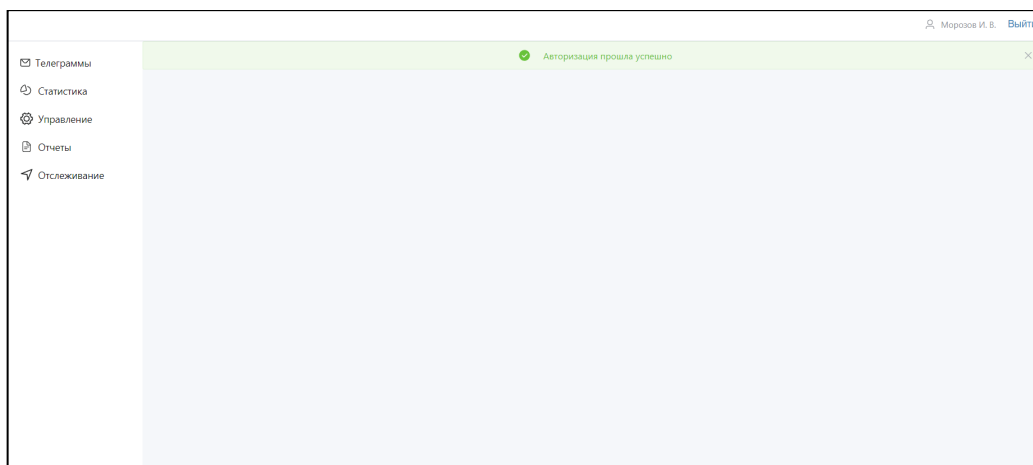 Морозов И. В. Выйти
Авторизация прошла успешно
Телеграммы
Статистика
Управление
Отчеты
Отслеживание